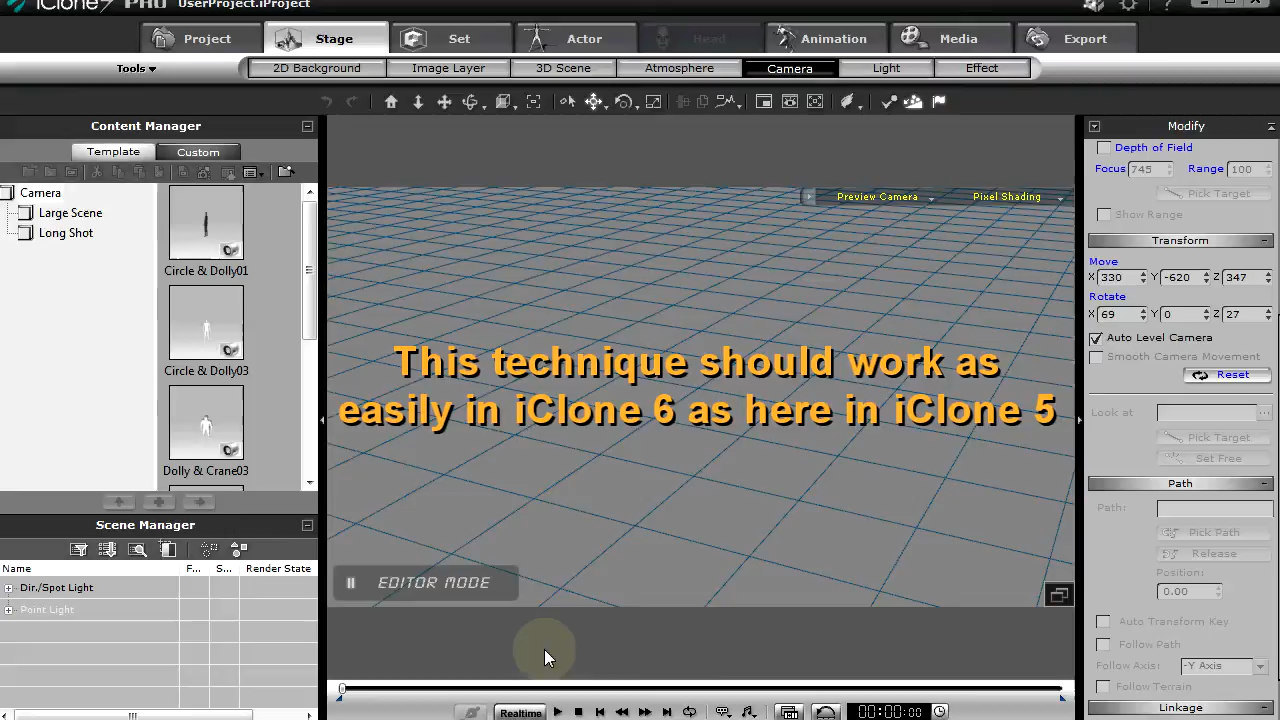 iClone PRO UserProject.iProject
Project
Stage
Set
Actor
Head
Animation
Media
Export
Tools
2D Background
Image Layer
3D Scene
Atmosphere
Camera
Light
Effect
Content Manager
Template
Custom
Camera
Large Scene
Long Shot
Circle & Dolly01
Circle & Dolly03
Dolly & Crane03
Scene Manager
Name
F...
S...
Render State
Dir./Spot Light
Point Light
Preview Camera
Pixel Shading
This technique should work as
easily in iClone 6 as here in iClone 5
EDITOR MODE
Realtime
00:00:00
Modify
Depth of Field
Focus 745 Range 100
Pick Target
Show Range
Transform
Move
X 330 Y -620 Z 347
Rotate
X 69 Y 0 Z 27
Auto Level Camera
Smooth Camera Movement
Reset
Look at
Pick Target
Set Free
Path
Path:
Pick Path
Release
Position:
0.00
Auto Transform Key
Follow Path
Follow Axis: -Y Axis
Follow Terrain
Linkage